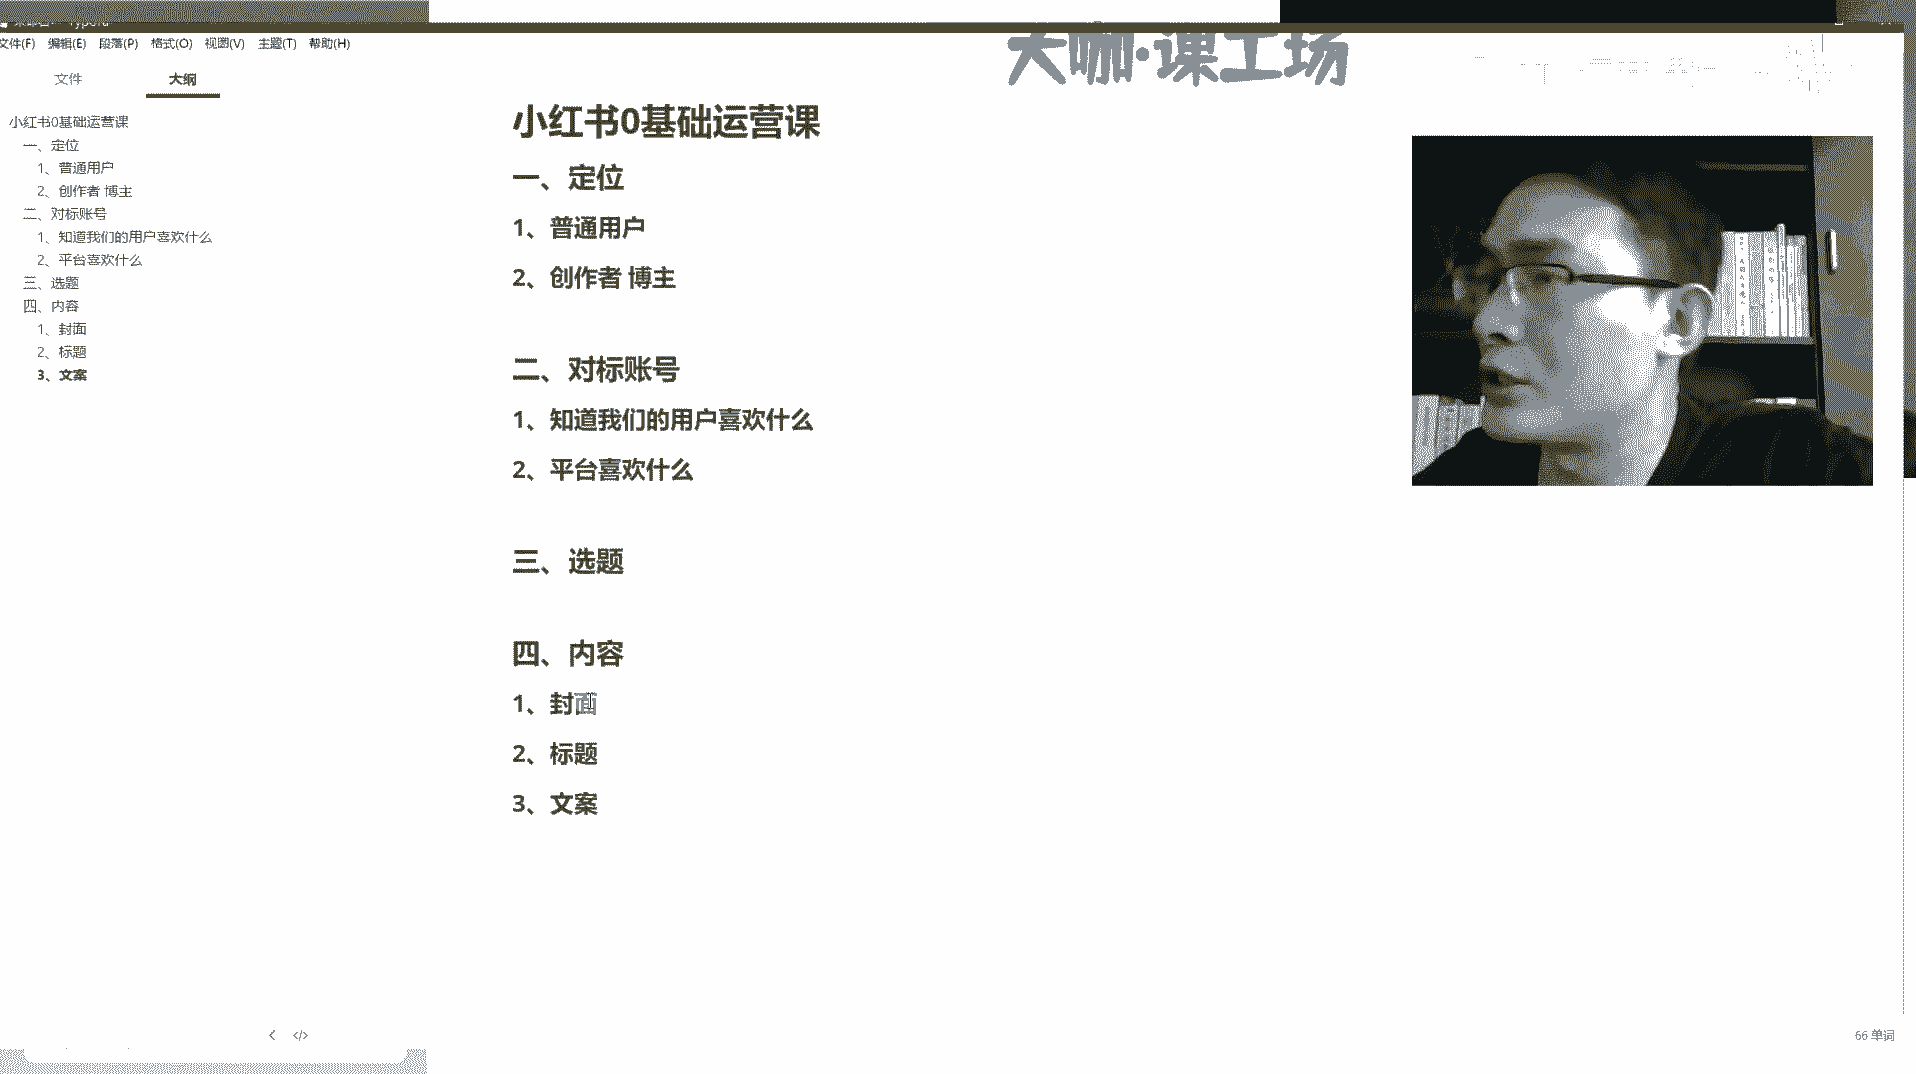 文件(F) 编辑(E) 段落(P) 格式(O) 视图(V) 主题(T) 帮助(H)
大咖·课工场
文件 大纲
小红书0基础运营课
一、定位
1、普通用户
2、创作者 博主
二、对标账号
1、知道我们的用户喜欢什么
2、平台喜欢什么
三、选题
四、内容
1、封面
2、标题
3、文案
小红书0基础运营课
一、定位
1、普通用户
2、创作者 博主
二、对标账号
1、知道我们的用户喜欢什么
2、平台喜欢什么
三、选题
四、内容
1、封面
2、标题
3、文案
</> 
66 单词